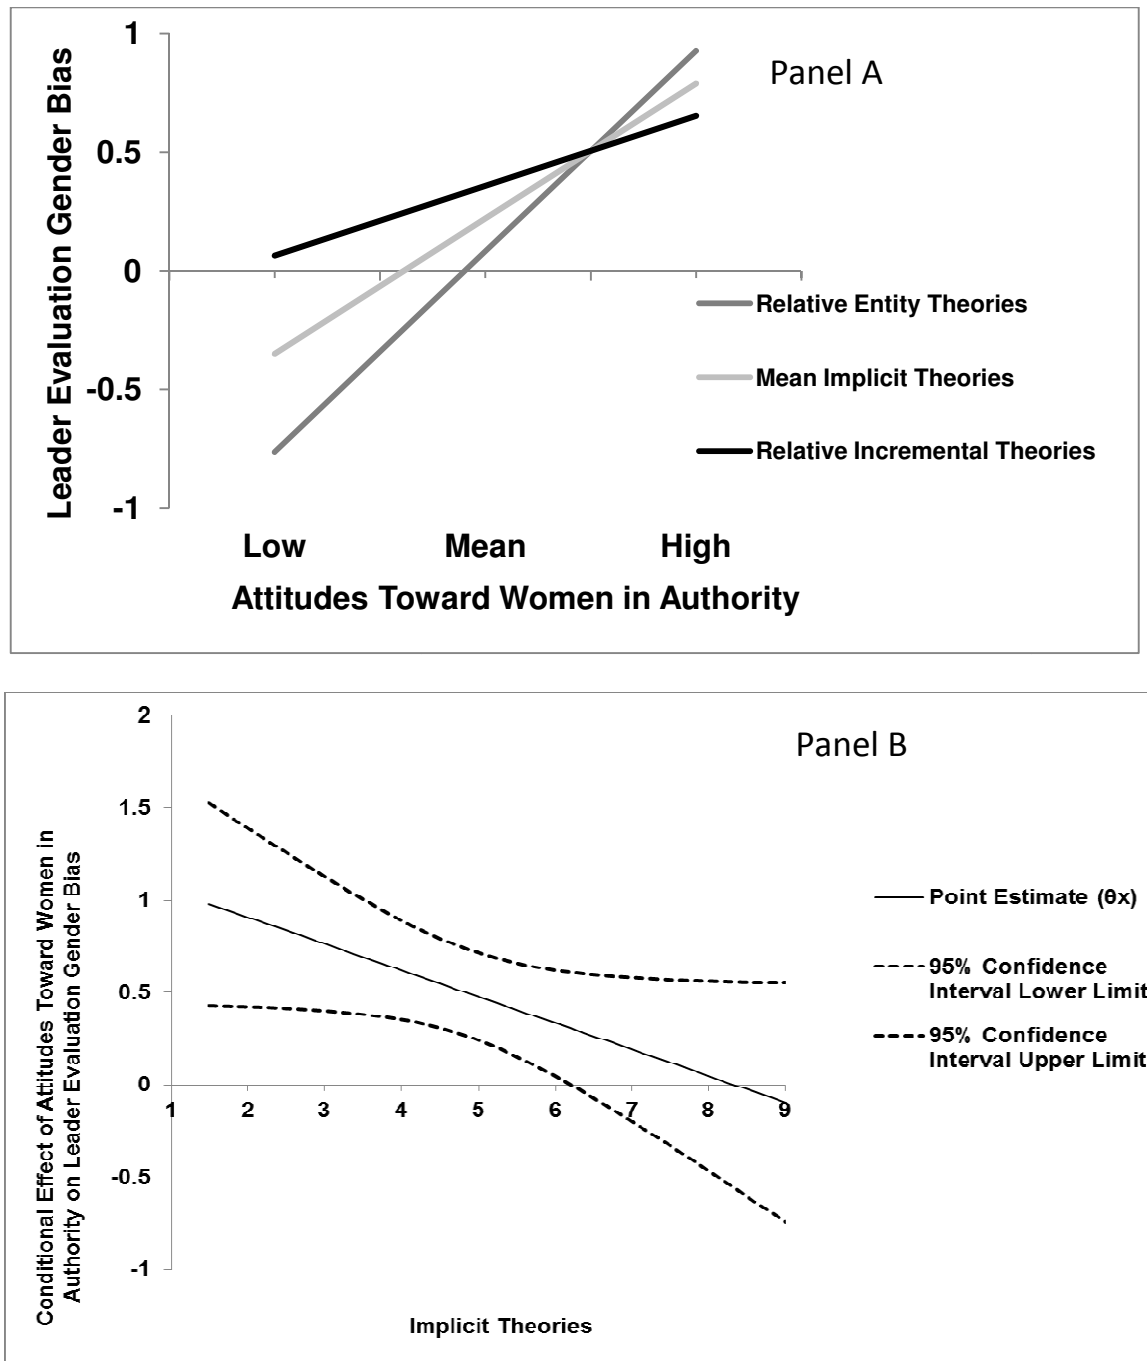 Panel A
Leader Evaluation Gender Bias
1
0.5
0
-0.5
-1
Relative Entity Theories
Mean Implicit Theories
Relative Incremental Theories
Low Mean High
Attitudes Toward Women in Authority
Panel B
Conditional Effect of Attitudes Toward Women in
Authority on Leader Evaluation Gender Bias
2
1.5
1
0.5
0
-0.5
-1
1 2 3 4 5 6 7 8 9
Point Estimate (θx)
95% Confidence
Interval Lower Limit
95% Confidence
Interval Upper Limit
Implicit Theories